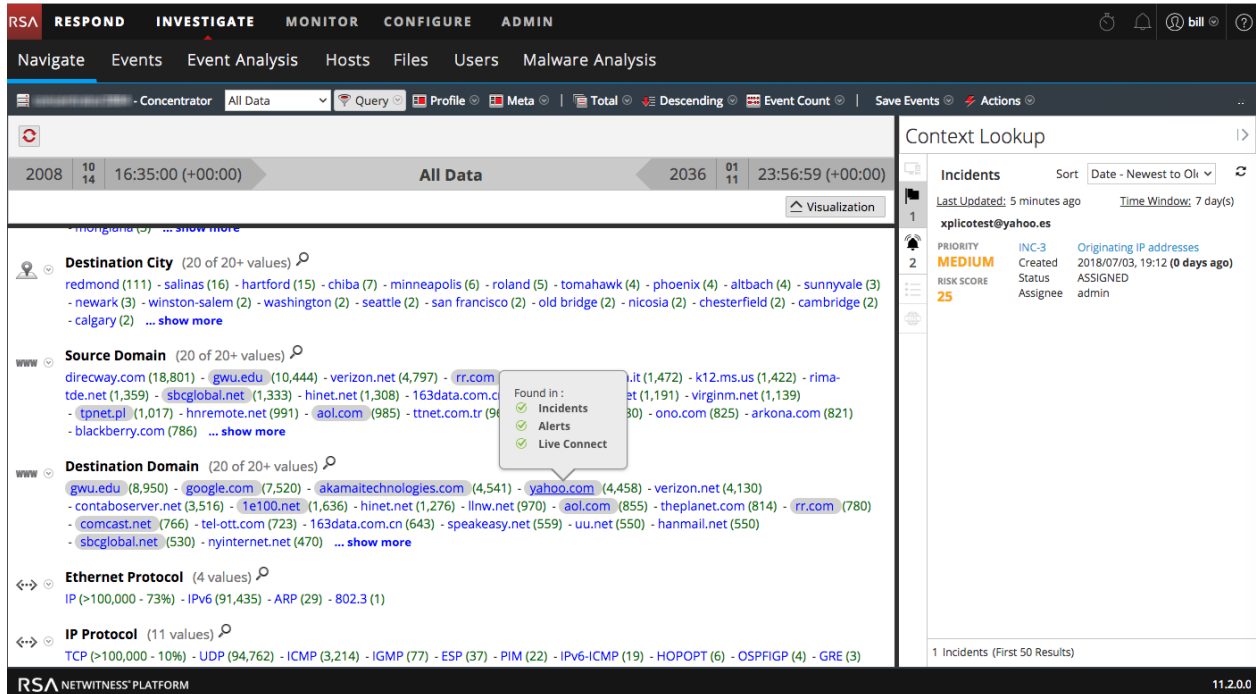 RSA RESPOND INVESTIGATE MONITOR CONFIGURE ADMIN bill
Navigate Events Event Analysis Hosts Files Users Malware Analysis
- Concentrator All Data Query Profile Meta | Total Descending Event Count | Save Events Actions ..
2008 10 14 16:35:00 (+00:00) All Data 2036 01 11 23:56:59 (+00:00)
Visualization
- mongiana (3) ... show more
Destination City (20 of 20+ values)
redmond (111) - salinas (16) - hartford (15) - chiba (7) - minneapolis (6) - roland (5) - tomahawk (4) - phoenix (4) - altbach (4) - sunnyvale (3)
- newark (3) - winston-salem (2) - washington (2) - seattle (2) - san francisco (2) - old bridge (2) - nicosia (2) - chesterfield (2) - cambridge (2)
- calgary (2) ... show more
www Source Domain (20 of 20+ values)
direcway.com (18,801) - gwu.edu (10,444) - verizon.net (4,797) - rr.com .it (1,472) - k12.ms.us (1,422) - rima-
tde.net (1,359) - sbcglobal.net (1,333) - hinet.net (1,308) - 163data.com.c et (1,191) - virginm.net (1,139)
- tpnet.pl (1,017) - hnremote.net (991) - aol.com (985) - ttnet.com.tr (9 80) - ono.com (825) - arkona.com (821)
- blackberry.com (786) ... show more
Found in :
Incidents
Alerts
Live Connect
www Destination Domain (20 of 20+ values)
gwu.edu (8,950) - google.com (7,520) - akamaitechnologies.com (4,541) - yahoo.com (4,458) - verizon.net (4,130)
- contaboserver.net (3,516) - 1e100.net (1,636) - hinet.net (1,276) - llnw.net (970) - aol.com (855) - theplanet.com (814) - rr.com (780)
- comcast.net (766) - tel-ott.com (723) - 163data.com.cn (643) - speakeasy.net (559) - uu.net (550) - hanmail.net (550)
- sbcglobal.net (530) - nyinternet.net (470) ... show more
Ethernet Protocol (4 values)
IP (>100,000 - 73%) - IPv6 (91,435) - ARP (29) - 802.3 (1)
IP Protocol (11 values)
TCP (>100,000 - 10%) - UDP (94,762) - ICMP (3,214) - IGMP (77) - ESP (37) - PIM (22) - IPv6-ICMP (19) - HOPOPT (6) - OSPFIGP (4) - GRE (3)
Context Lookup
1
2
Incidents Sort Date - Newest to Ol
Last Updated: 5 minutes ago Time Window: 7 day(s)
xplicotest@yahoo.es
PRIORITY INC-3 Originating IP addresses
MEDIUM Created 2018/07/03, 19:12 (0 days ago)
RISK SCORE Status ASSIGNED
25 Assignee admin
1 Incidents (First 50 Results)
RSA NETWITNESS® PLATFORM 11.2.0.0